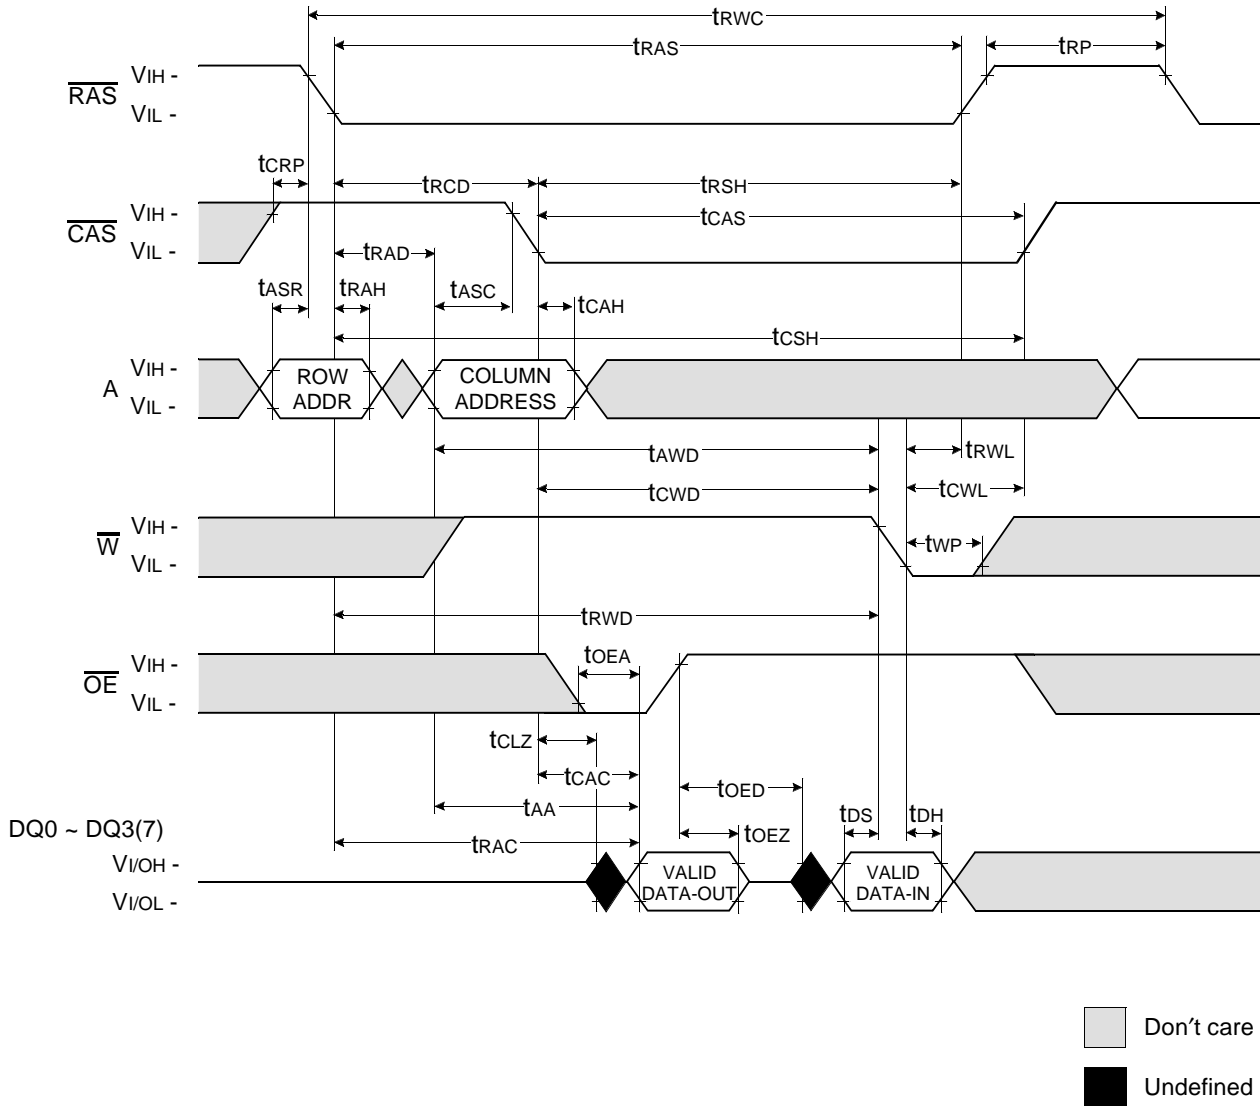 tRWC
tRAS
tRP
RAS
VIH -
VIL -
tCRP
tRCD
tRSH
CAS
VIH -
VIL -
tCAS
tRAD
tASR
tRAH
tASC
tCAH
tCSH
A
VIH -
VIL -
ROW
ADDR
COLUMN
ADDRESS
tAWD
tRWL
tCWD
tCWL
W
VIH -
VIL -
tWP
tRWD
OE
VIH -
VIL -
tOEA
tCLZ
tCAC
tOED
tAA
tDS
tDH
DQ0 ~ DQ3(7)
tRAC
tOEZ
VI/OH -
VI/OL -
VALID
DATA-OUT
VALID
DATA-IN
Don't care
Undefined